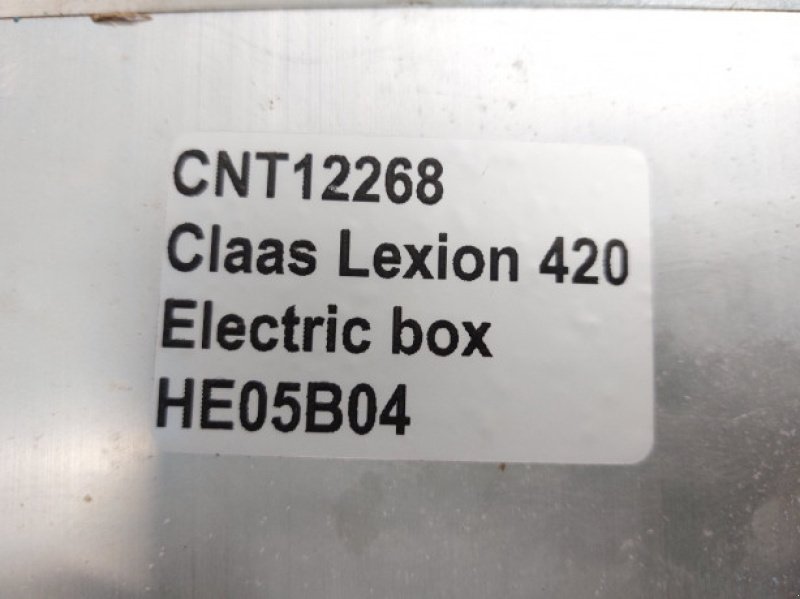 CNT12268
Claas Lexion 420
Electric box
HE05B04